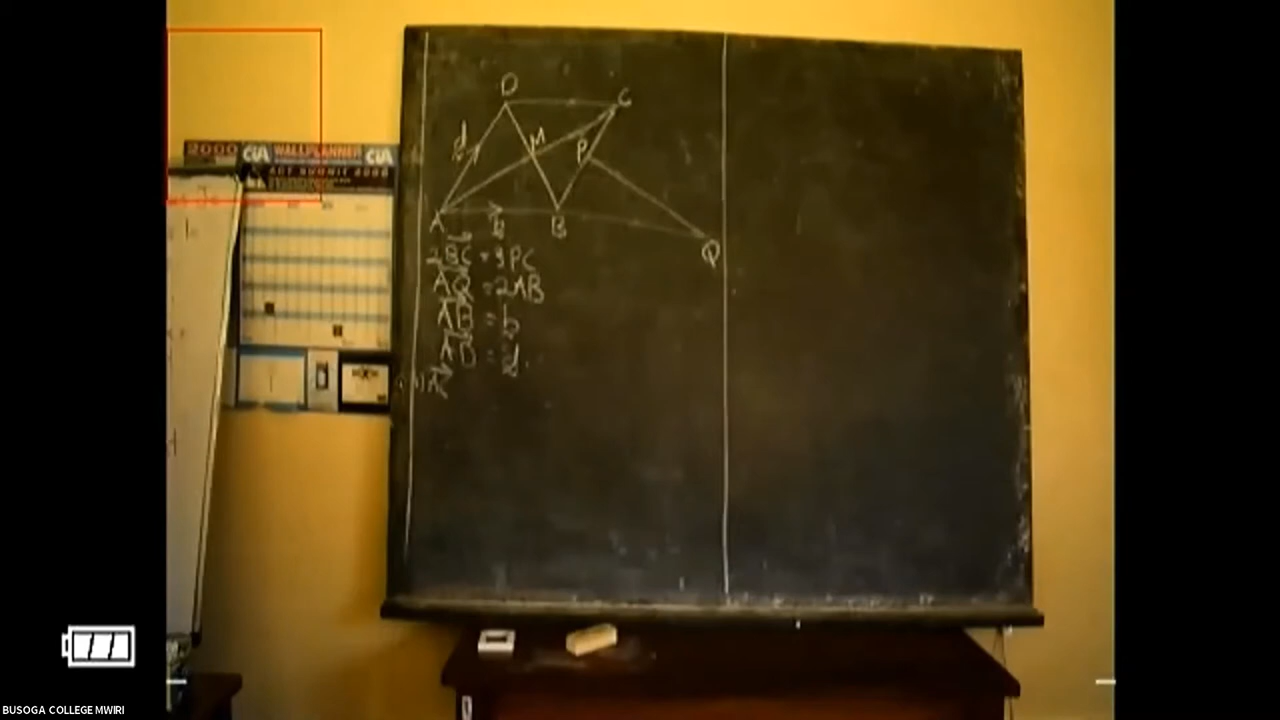 2000 CIA WALLPLANNER CIA
D
C
d
M
P
A
b
B
Q
2BC = 3PC
AQ = 2AB
AB = b
AD = d.
BUSOGA COLLEGE MWIRI